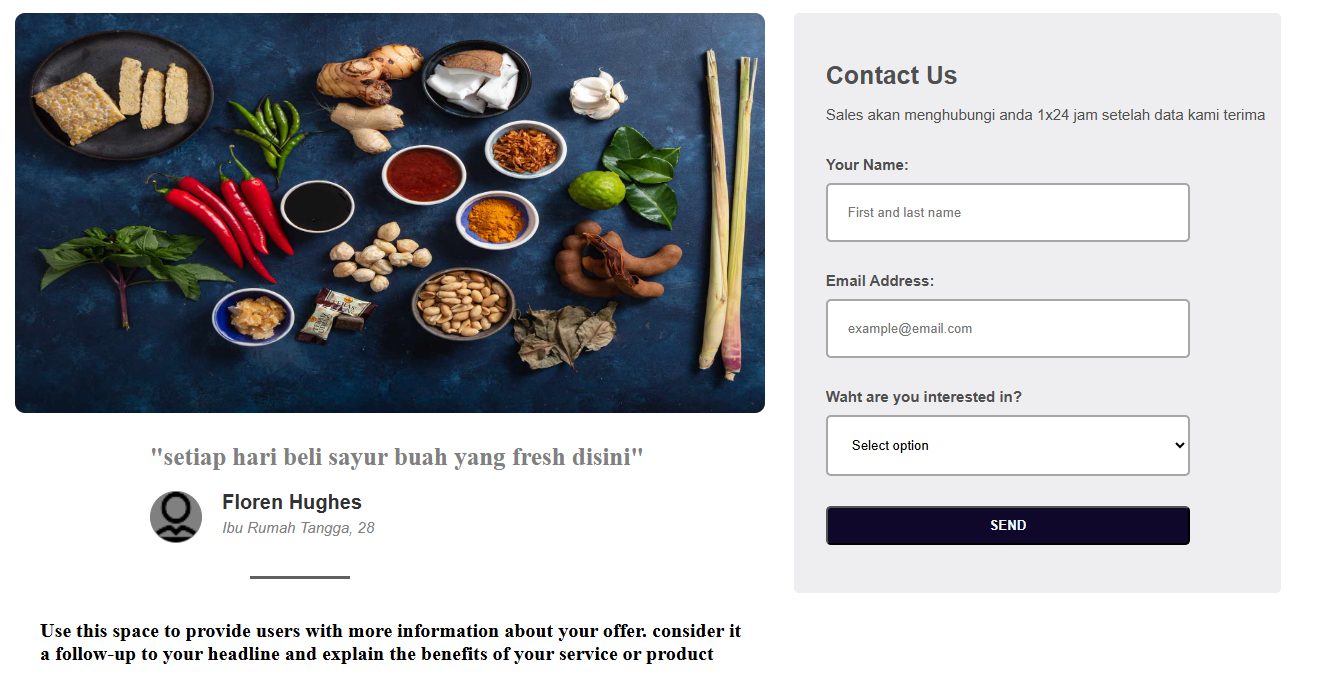 Contact Us
Sales akan menghubungi anda 1x24 jam setelah data kami terima
Your Name:
First and last name
Email Address:
example@email.com
Waht are you interested in?
Select option
SEND
"setiap hari beli sayur buah yang fresh disini"
Floren Hughes
Ibu Rumah Tangga, 28
Use this space to provide users with more information about your offer. consider it
a follow-up to your headline and explain the benefits of your service or product